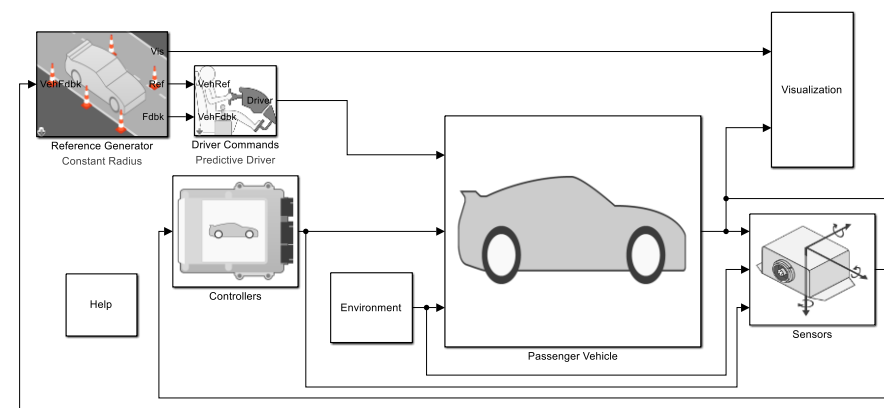 Vis
VehFdbk
Ref
Fdbk
Reference Generator
Constant Radius
VehRef
Driver
VehFdbk
Driver Commands
Predictive Driver
Visualization
Controllers
Help
Environment
Passenger Vehicle
Sensors